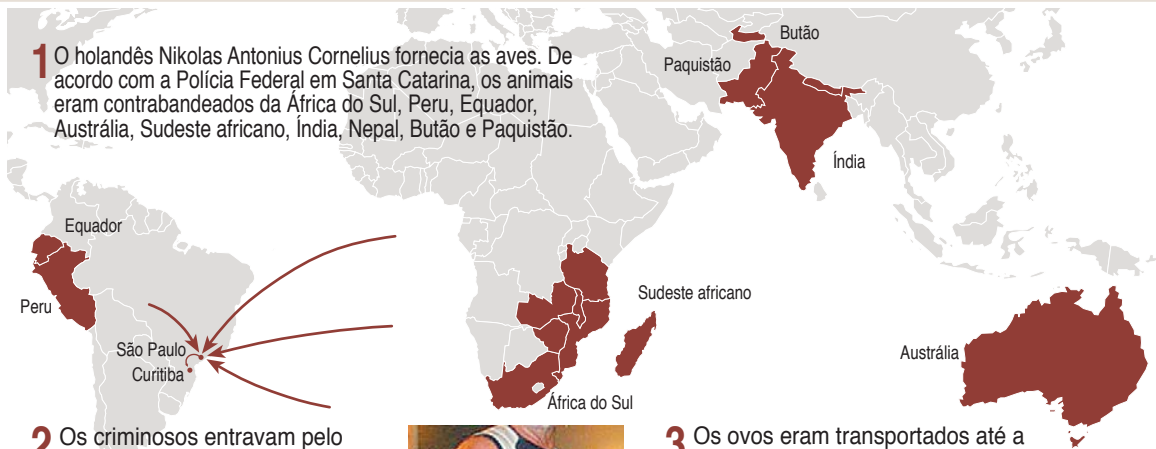 1 O holandês Nikolas Antonius Cornelius fornecia as aves. De
acordo com a Polícia Federal em Santa Catarina, os animais
eram contrabandeados da África do Sul, Peru, Equador,
Austrália, Sudeste africano, Índia, Nepal, Butão e Paquistão.
Butão
Paquistão
Índia
Equador
Peru
São Paulo
Curitiba
Sudeste africano
África do Sul
Austrália
2 Os criminosos entravam pelo
3 Os ovos eram transportados até a